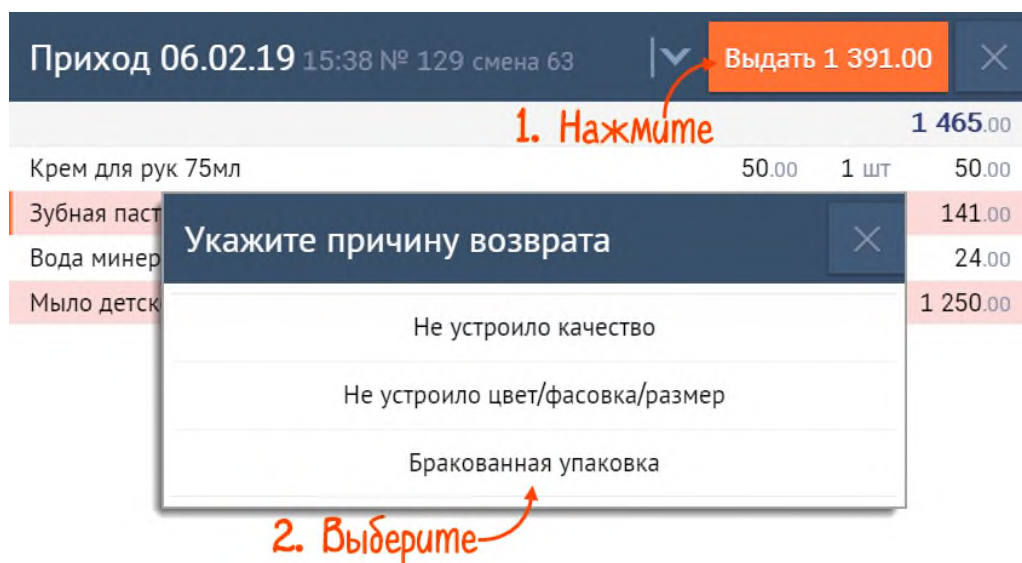 Приход 06.02.19 15:38 № 129 смена 63 Выдать 1 391.00
1. Нажмите
1 465.00
Крем для рук 75мл 50.00 1 шт 50.00
Зубная паст 141.00
Укажите причину возврата
Вода минер 24.00
Мыло детск 1 250.00
Не устроило качество
Не устроило цвет/фасовка/размер
Бракованная упаковка
2. Выберите